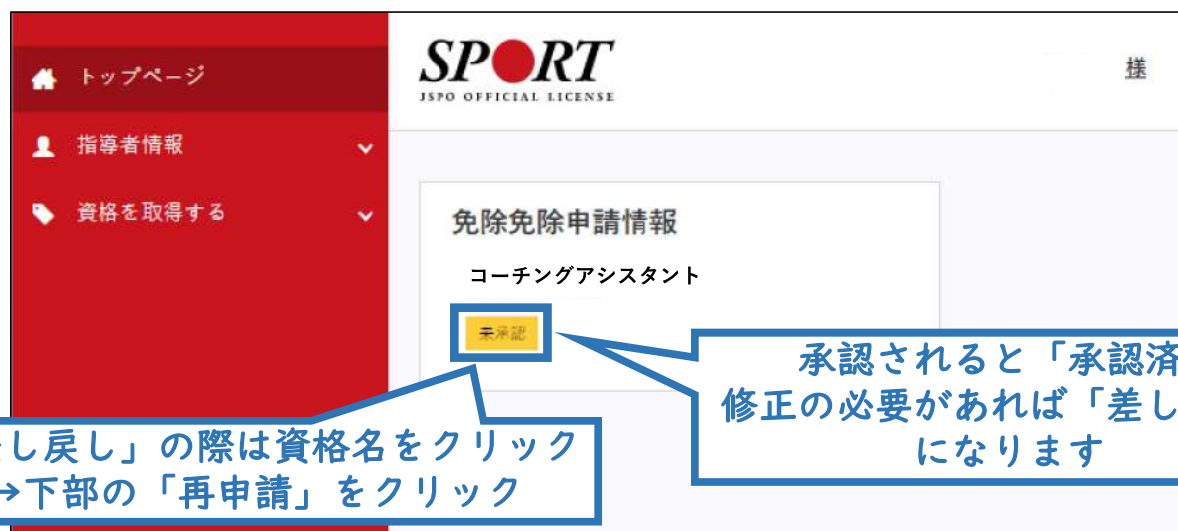 トップページ
指導者情報
資格を取得する
SPORT
JSPO OFFICIAL LICENSE
様
免除免除申請情報
コーチングアシスタント
未承認
承認されると「承認済
修正の必要があれば「差し
になります
し戻し」の際は資格名をクリック
→下部の「再申請」をクリック